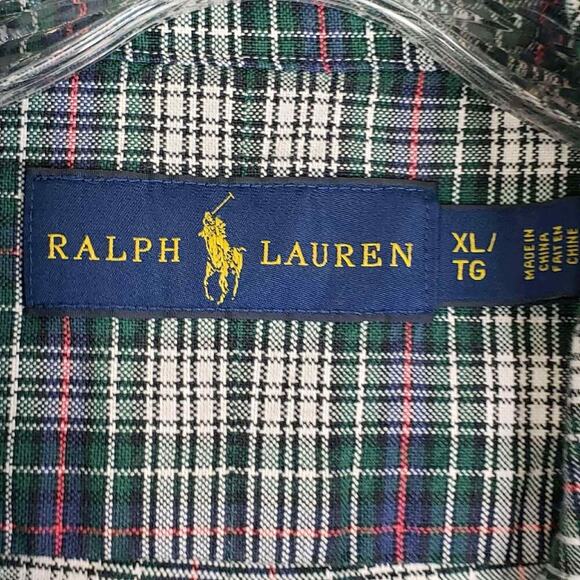 RALPH LAUREN
XL/
TG
MADE IN
CHINA
FAIT EN
CHINE